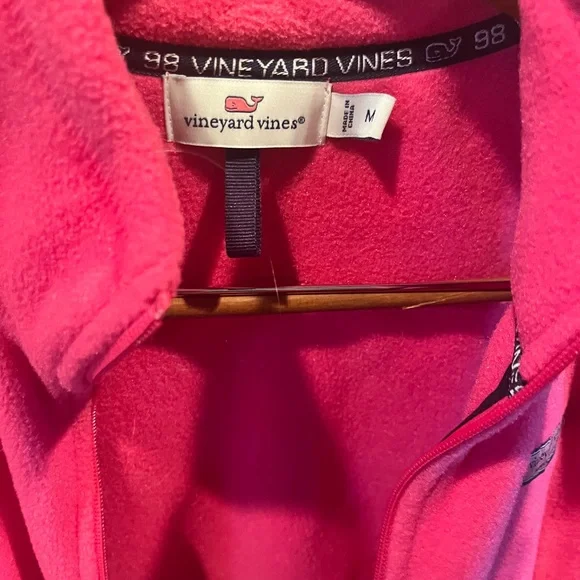 98 VINEYARD VINES 98
vineyard vines®
MADE IN
CHINA
M